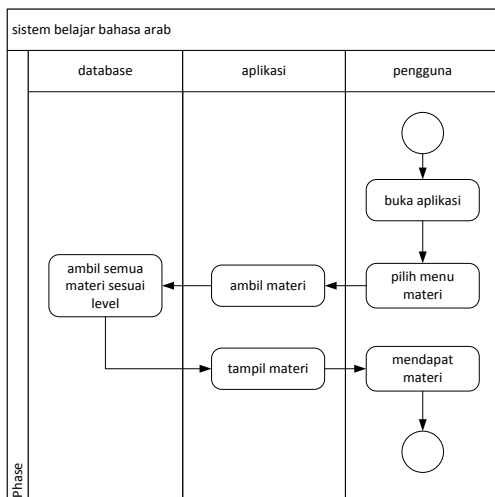 sistem belajar bahasa arab
database
aplikasi
pengguna
buka aplikasi
pilih menu
materi
ambil materi
ambil semua
materi sesuai
level
tampil materi
mendapat
materi
Phase